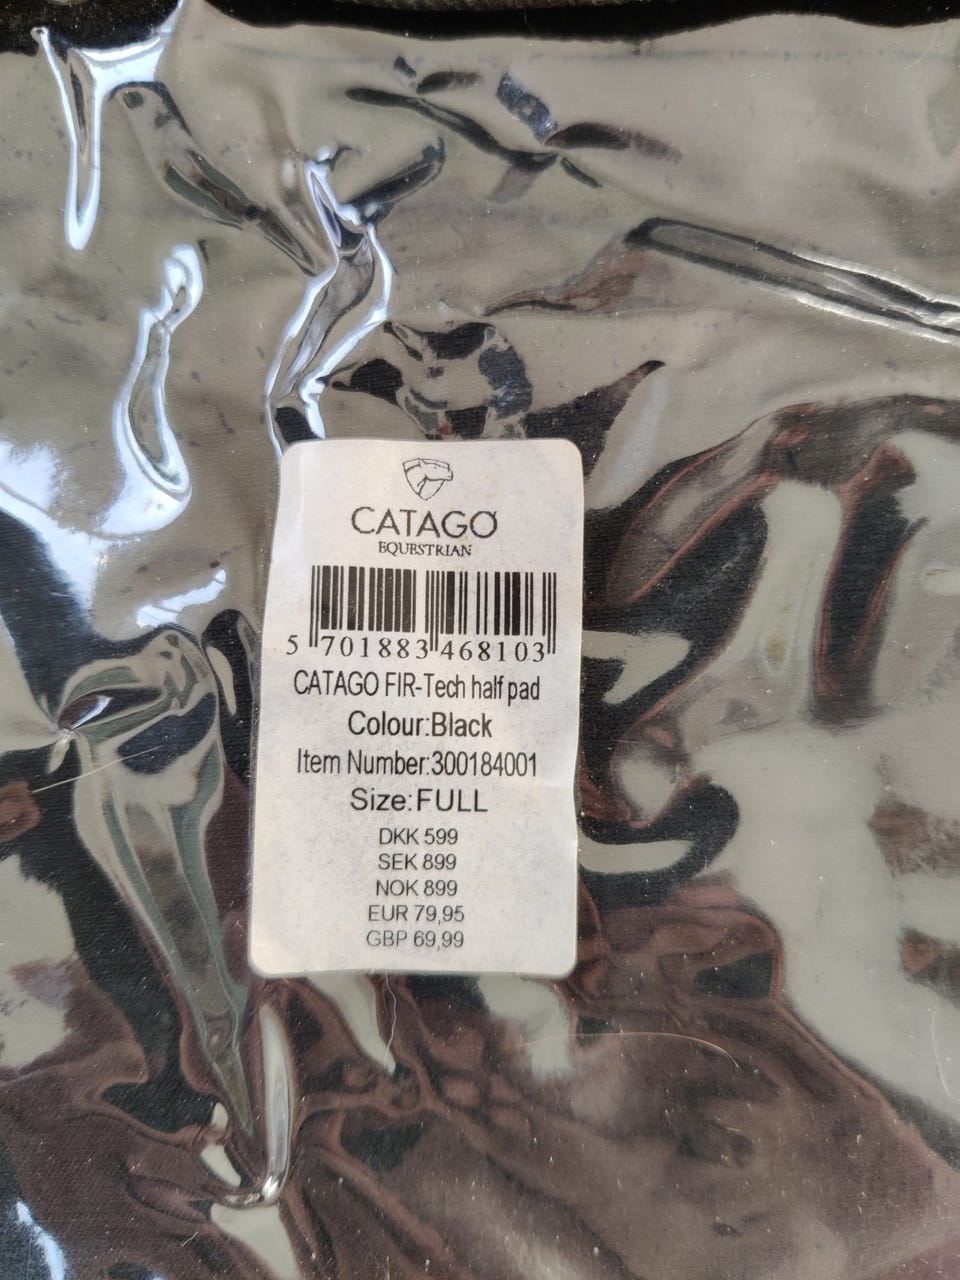 CATAGO
EQUESTRIAN
5 701883 468103
CATAGO FIR-Tech half pad
Colour:Black
Item Number:300184001
Size:FULL
DKK 599
SEK 899
NOK 899
EUR 79,95
GBP 69,99